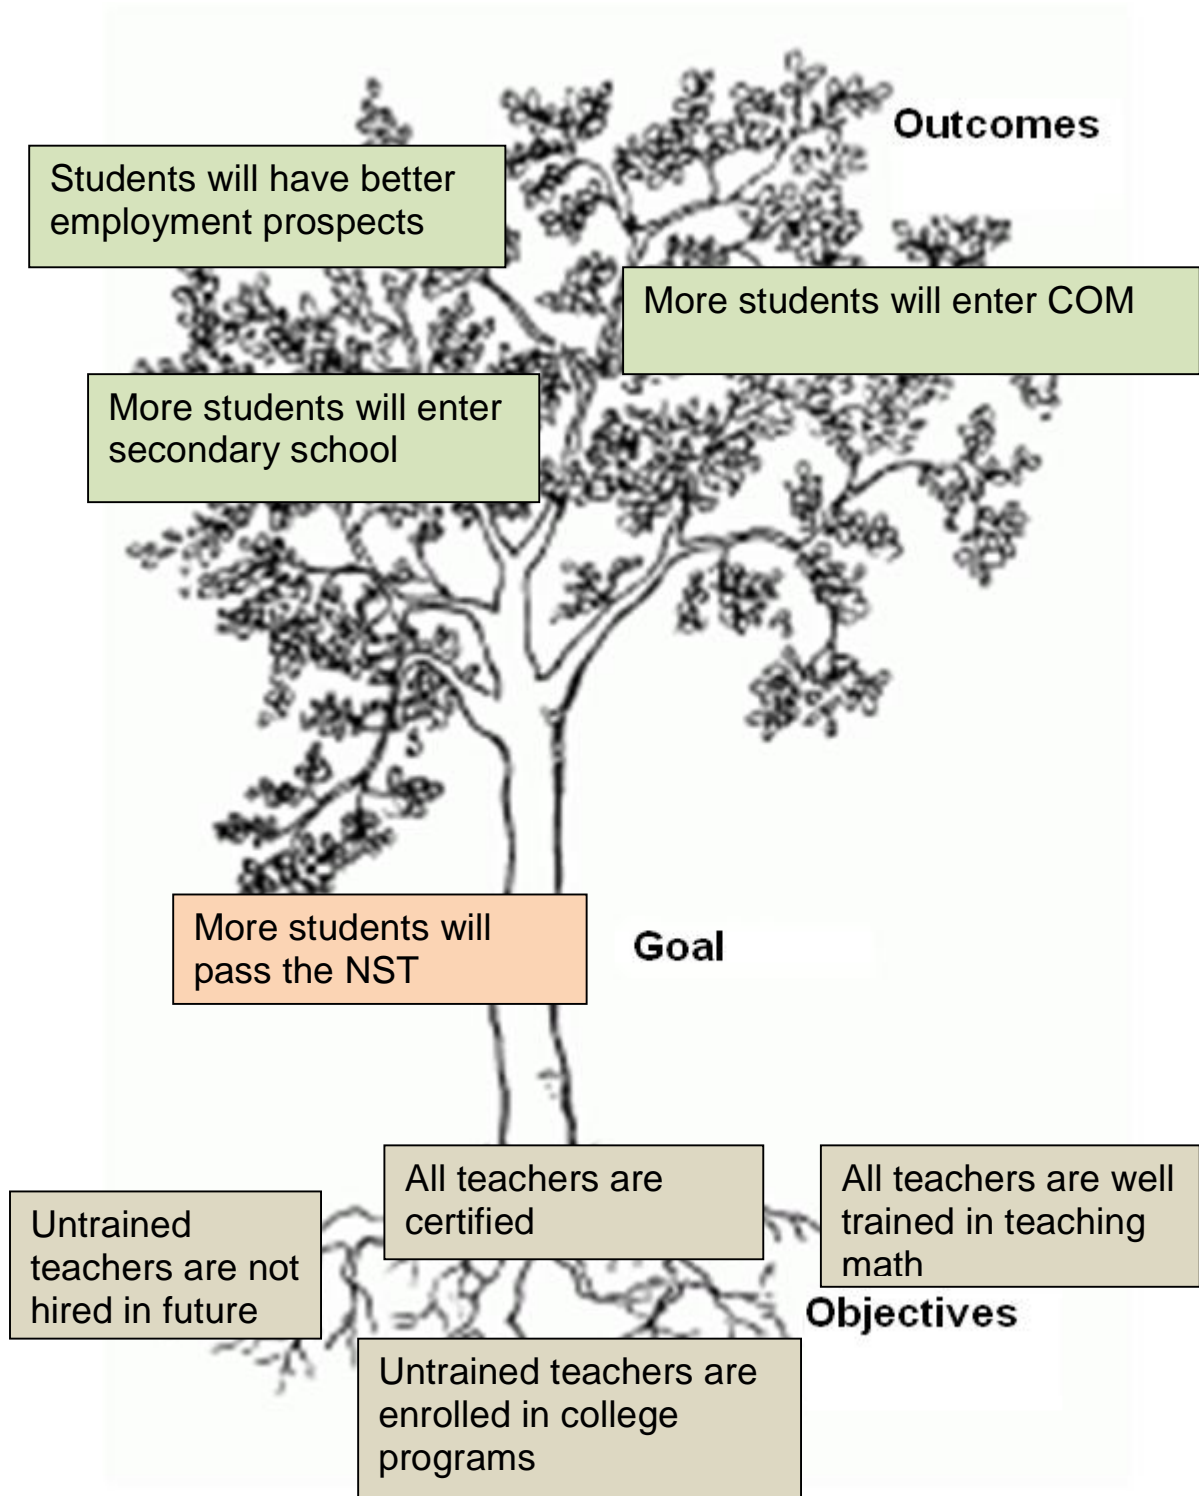 Outcomes
Students will have better
employment prospects
More students will enter COM
More students will enter
secondary school
More students will
pass the NST
Goal
All teachers are
certified
All teachers are well
trained in teaching
math
Untrained
teachers are not
hired in future
Objectives
Untrained teachers are
enrolled in college
programs